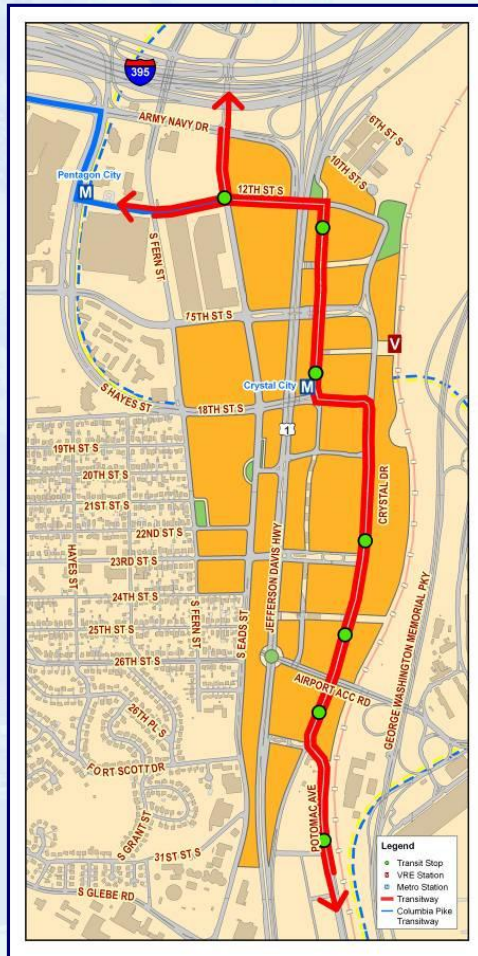 395
ARMY NAVY DR
6TH ST S
10TH ST S
Pentagon City
M
12TH ST S
S FERN ST
15TH ST S
V
Crystal City
M
S HAYES ST
18TH ST S
1
19TH ST S
20TH ST S
21ST ST S
22ND ST S
23RD ST S
24TH ST S
25TH ST S
26TH ST S
HAYES ST
S FERN ST
S EADS ST
JEFFERSON DAVIS HWY
CRYSTAL DR
GEORGE WASHINGTON MEMORIAL PKY
AIRPORT ACC RD
26TH PL S
FORT SCOTT DR
S GRANT ST
31ST ST S
S GLEBE RD
POTOMAC AVE
Legend
Transit Stop
VRE Station
Metro Station
Transitway
Columbia Pike
Transitway